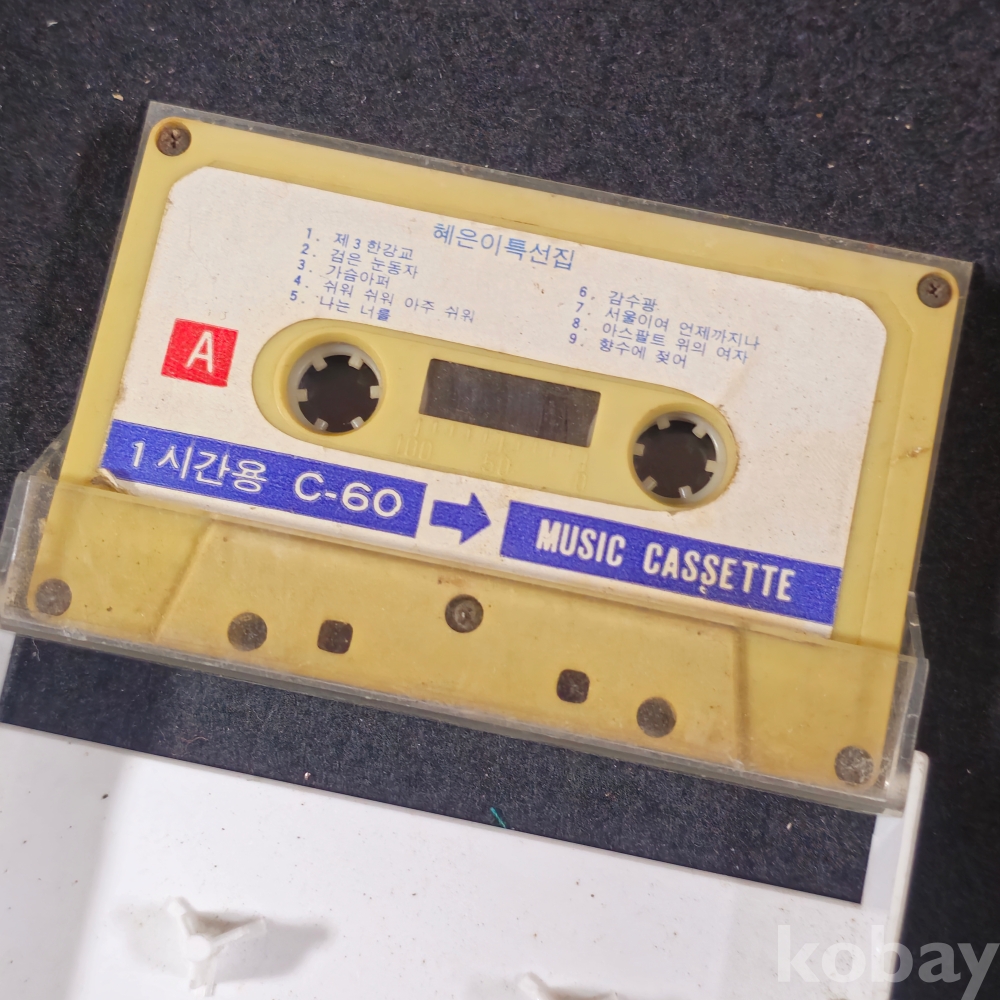 혜은이특선집
1. 제3한강교
2. 검은 눈동자
3. 가슴아퍼
4. 쉬워 쉬워 아주 쉬워
5. 나는 너를
6. 감수광
7. 서울이여 언제까지나
8. 아스팔트 위의 여자
9. 향수에 젖어
A
1시간용 C-60
MUSIC CASSETTE
100 50
kobay